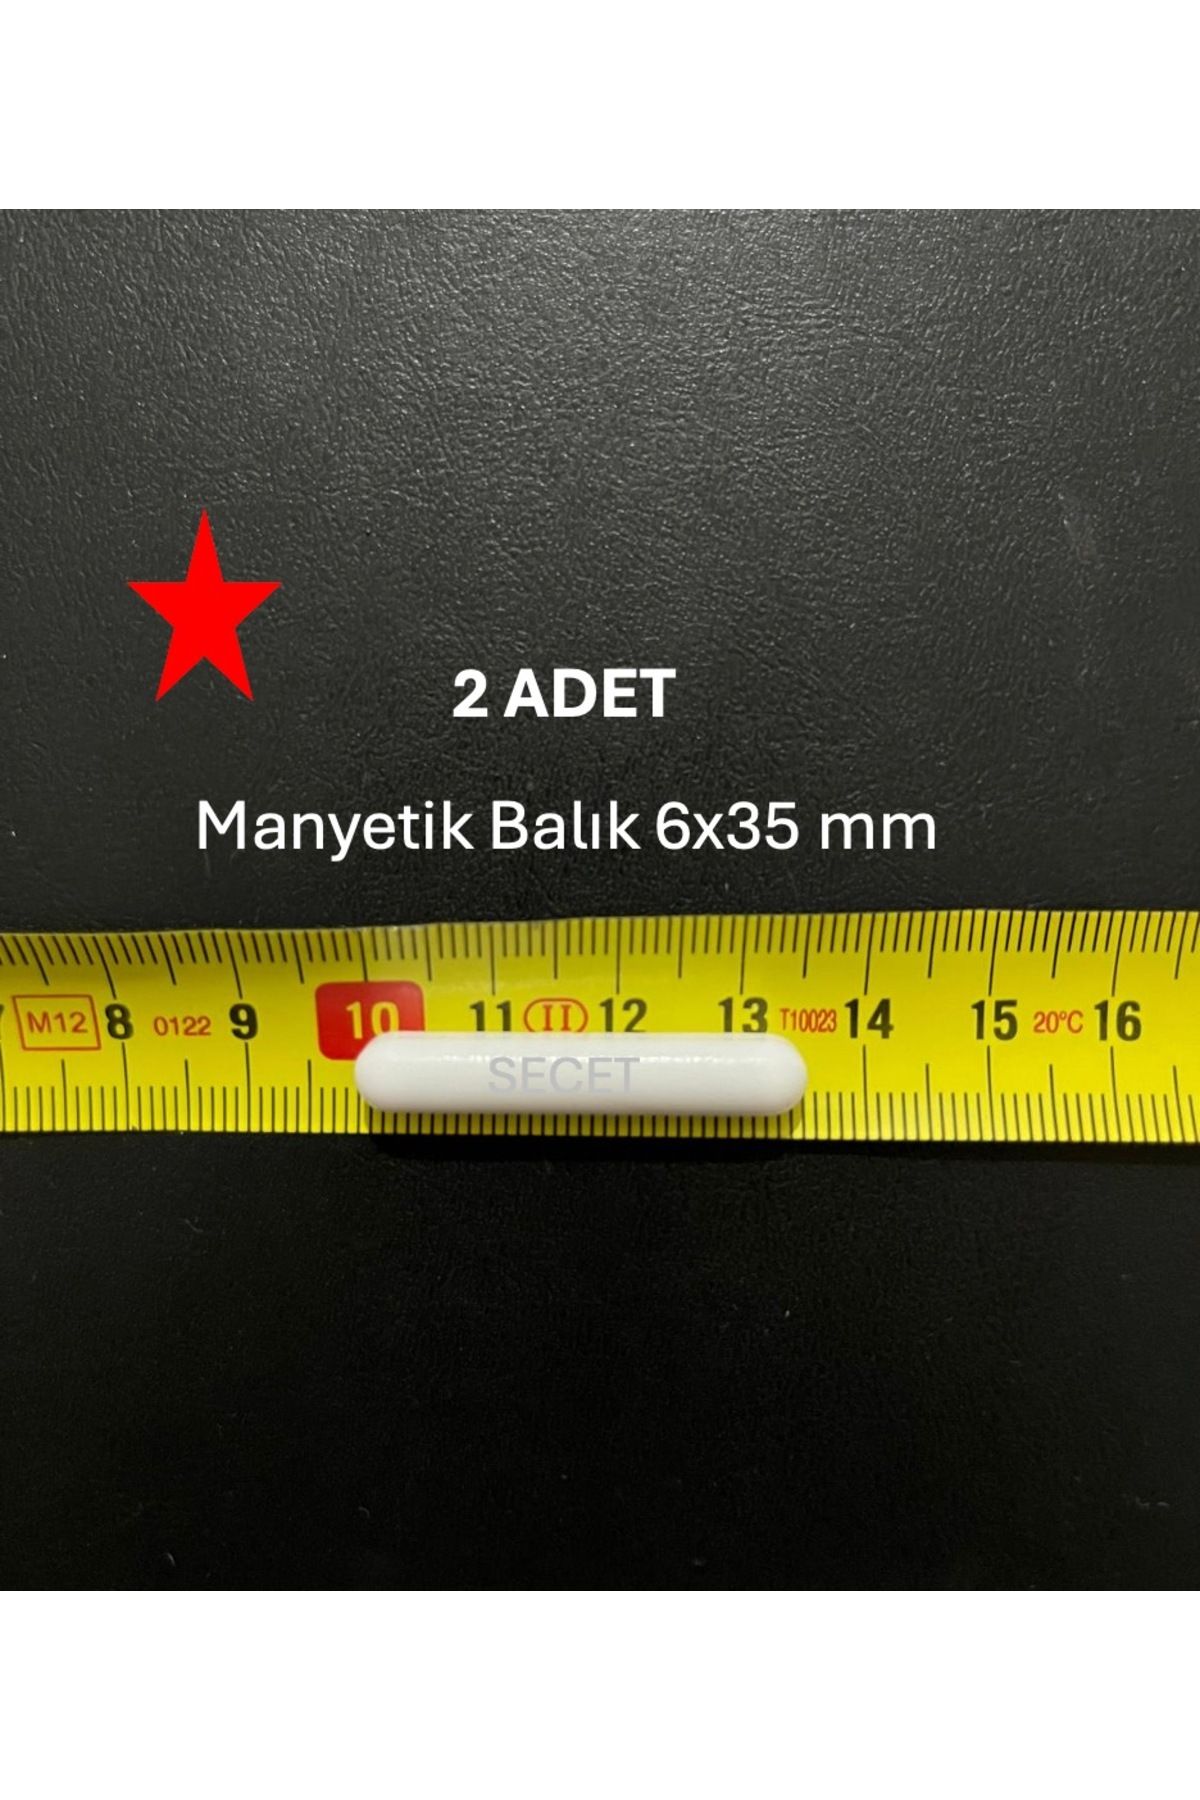 2 ADET
Manyetik Balık 6x35 mm
M12 8 0122 9 10 11 II 12 13 T10023 14 15 20°C 16
SECET